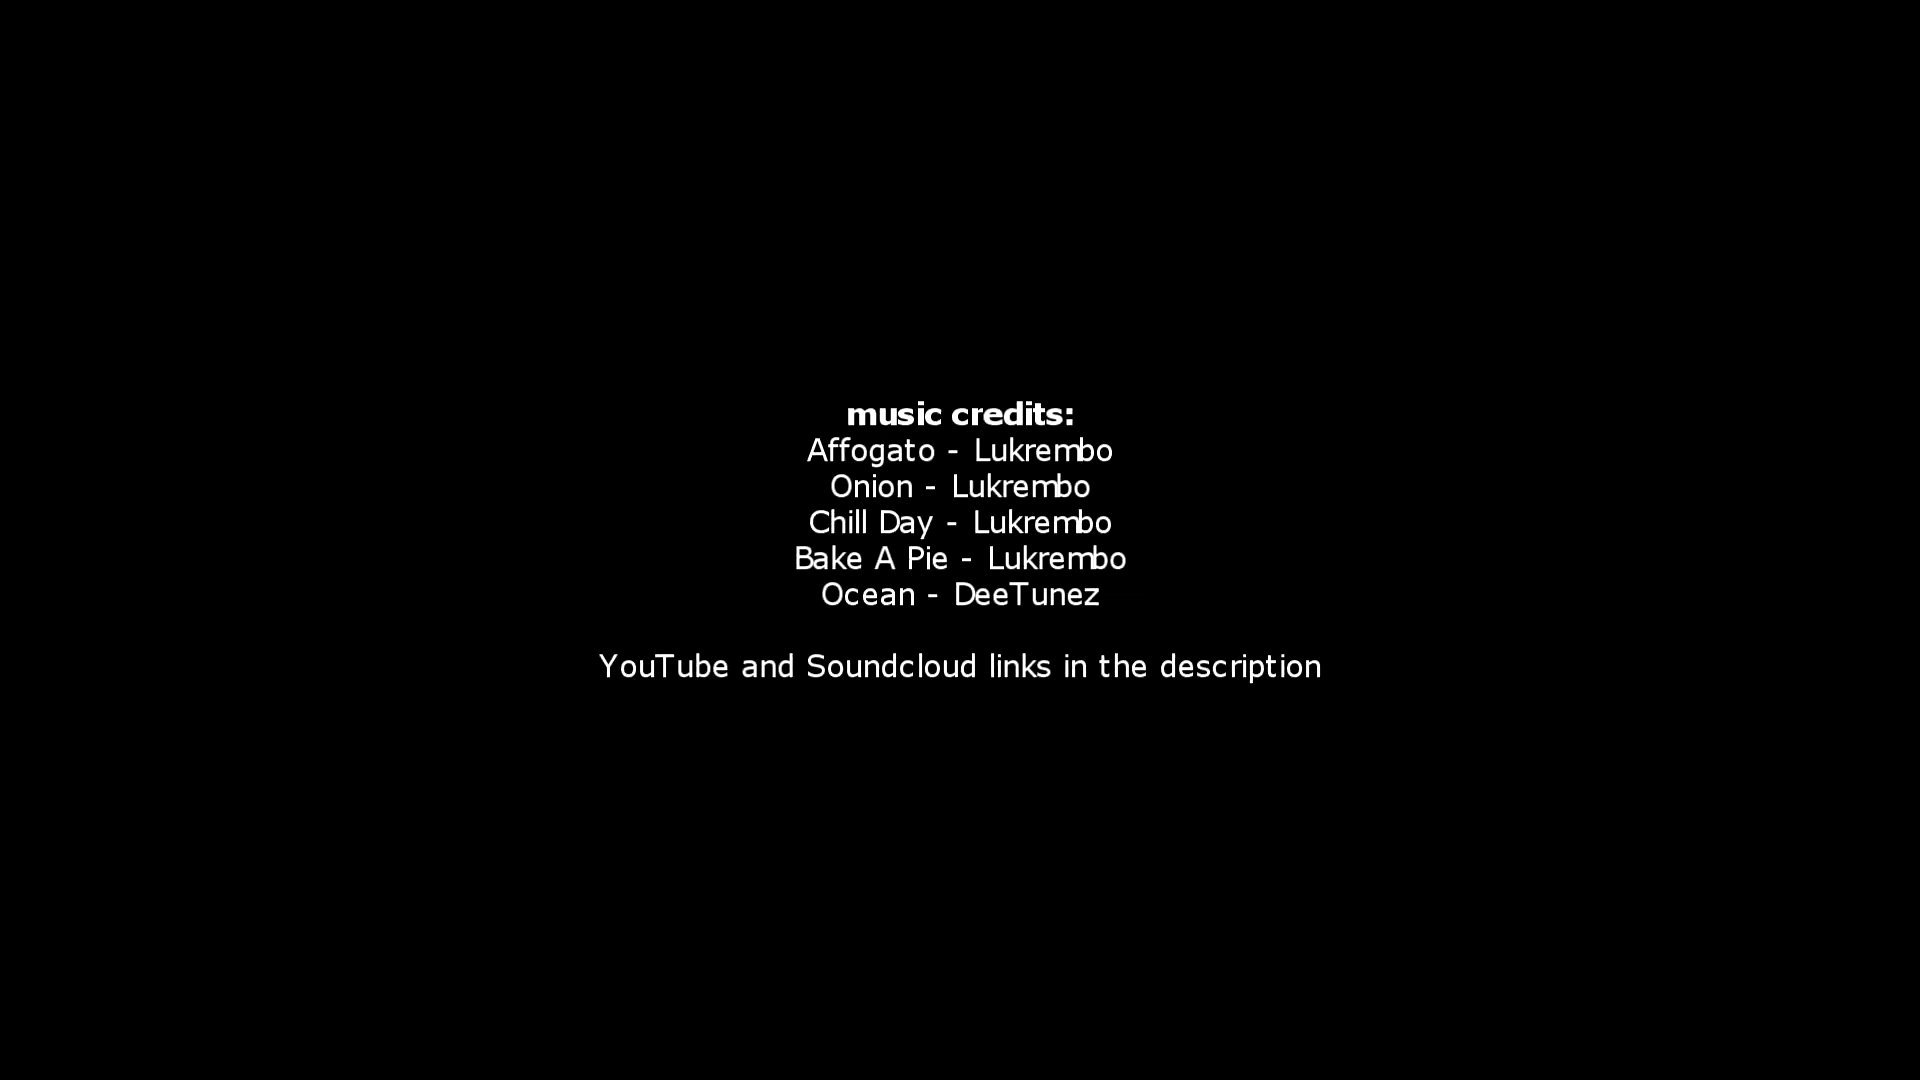 music credits:
Affogato - Lukrembo
Onion - Lukrembo
Chill Day - Lukrembo
Bake A Pie - Lukrembo
Ocean - DeeTunez
YouTube and Soundcloud links in the description